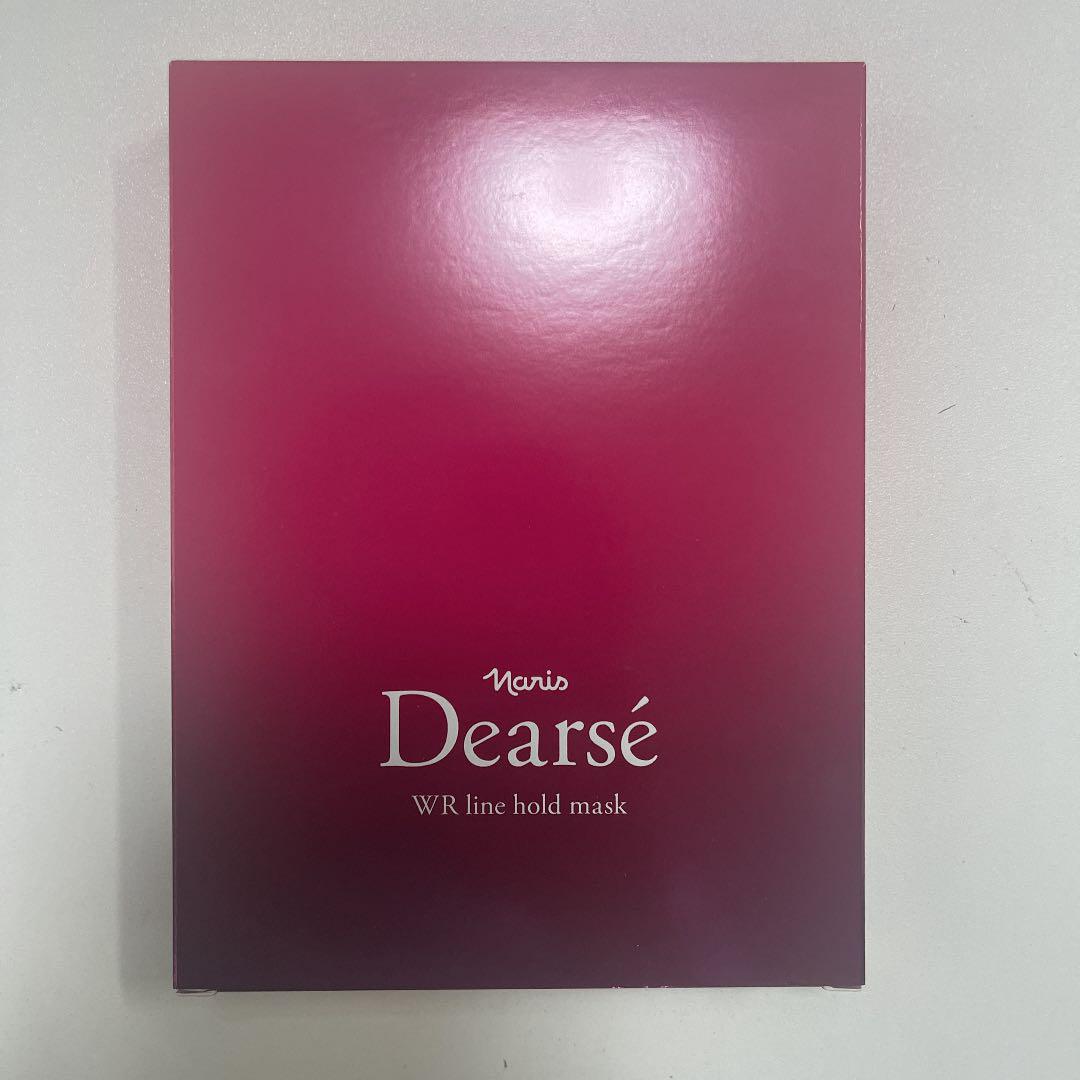 Naris
Dearsé
WR line hold mask